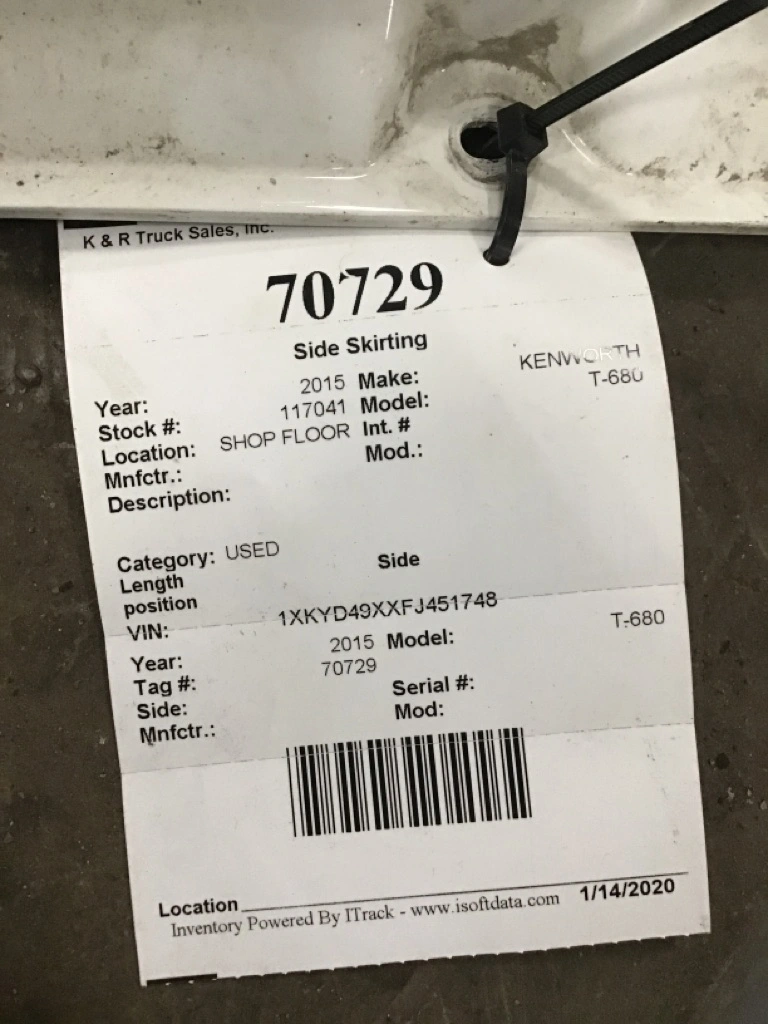 K & R Truck Sales, Inc.
70729
Side Skirting
Year: 2015 Make: KENWORTH
Stock #: 117041 Model: T-680
Location: SHOP FLOOR Int. #
Mnfctr.: Mod.:
Description:
Category: USED Side
Length
position
VIN: 1XKYD49XXFJ451748
Year: 2015 Model: T-680
Tag #: 70729
Side: Serial #:
Mnfctr.: Mod:
Location
Inventory Powered By ITrack - www.isoftdata.com 1/14/2020